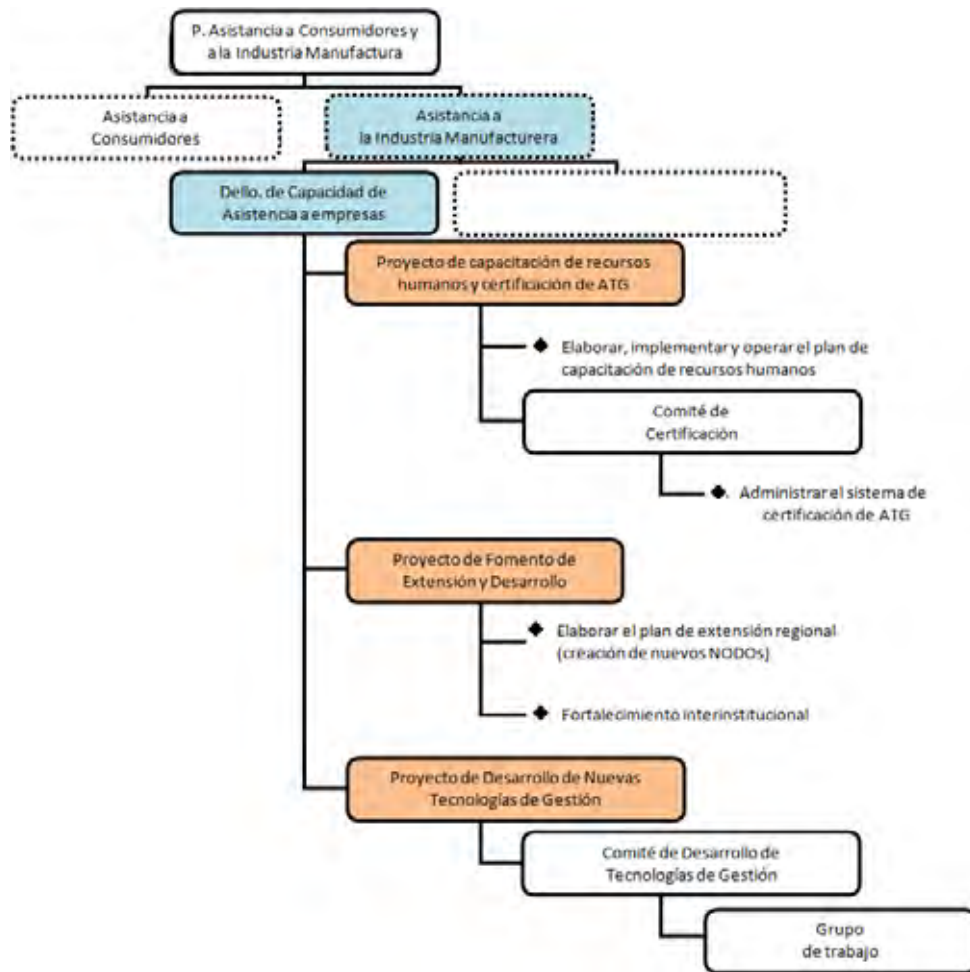 P. Asistancia a Consumidores y
a la Industria Manufactura
Asistancia a
Consumidores
Asistancia a
la Industria Manufacturera
Dello. de Capacidad de
Asistencia a empresas
Proyecto de capacitación de recursos
humanos y certificación de ATG
◆ Elaborar, implementar y operar el plan de
capacitación de recursos humanos
Comité de
Certificación
◆. Administrar el sistema de
certificación de ATG
Proyecto de Fomento de
Extensión y Desarrollo
◆ Elaborar el plan de extensión regional
(creación de nuevos NODOs)
◆ Fortalecimiento interinstitucional
Proyecto de Desarrollo de Nuevas
Tecnologías de Gestión
Comité de Desarrollo de
Tecnologías de Gestión
Grupo
de trabajo